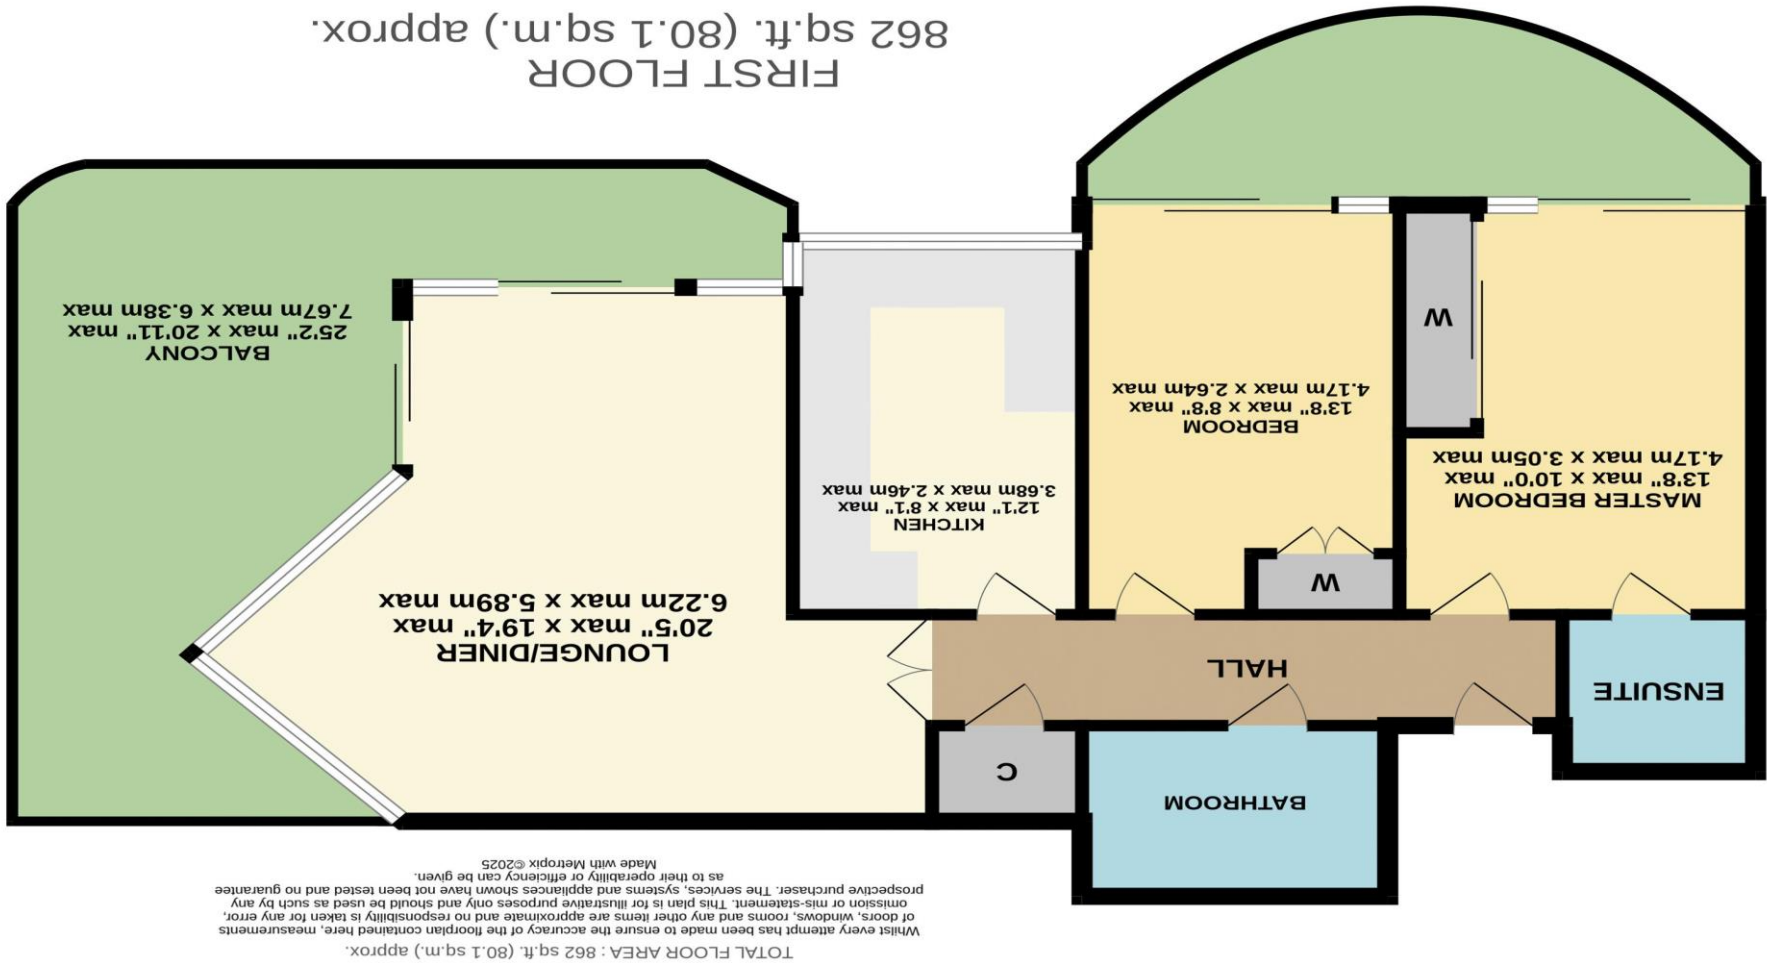 TOTAL FLOOR AREA : 862 sq.ft. (80.1 sq.m.) approx.
Whilst every attempt has been made to ensure the accuracy of the floorplan contained here, measurements
of doors, windows, rooms and any other items are approximate and no responsibility is taken for any error,
omission or mis-statement. This plan is for illustrative purposes only and should be used as such by any
prospective purchaser. The services, systems and appliances shown have not been tested and no guarantee
as to their operability or efficiency can be given.
Made with Metropix ©2025
BATHROOM
C
ENSUITE
HALL
LOUNGE/DINER
20'5" max x 19'4" max
6.22m max x 5.89m max
W
KITCHEN
12'1" max x 8'1" max
3.68m max x 2.46m max
MASTER BEDROOM
13'8" max x 10'0" max
4.17m max x 3.05m max
BEDROOM
13'8" max x 8'8" max
4.17m max x 2.64m max
BALCONY
25'2" max x 20'11" max
7.67m max x 6.38m max
W
FIRST FLOOR
862 sq.ft. (80.1 sq.m.) approx.